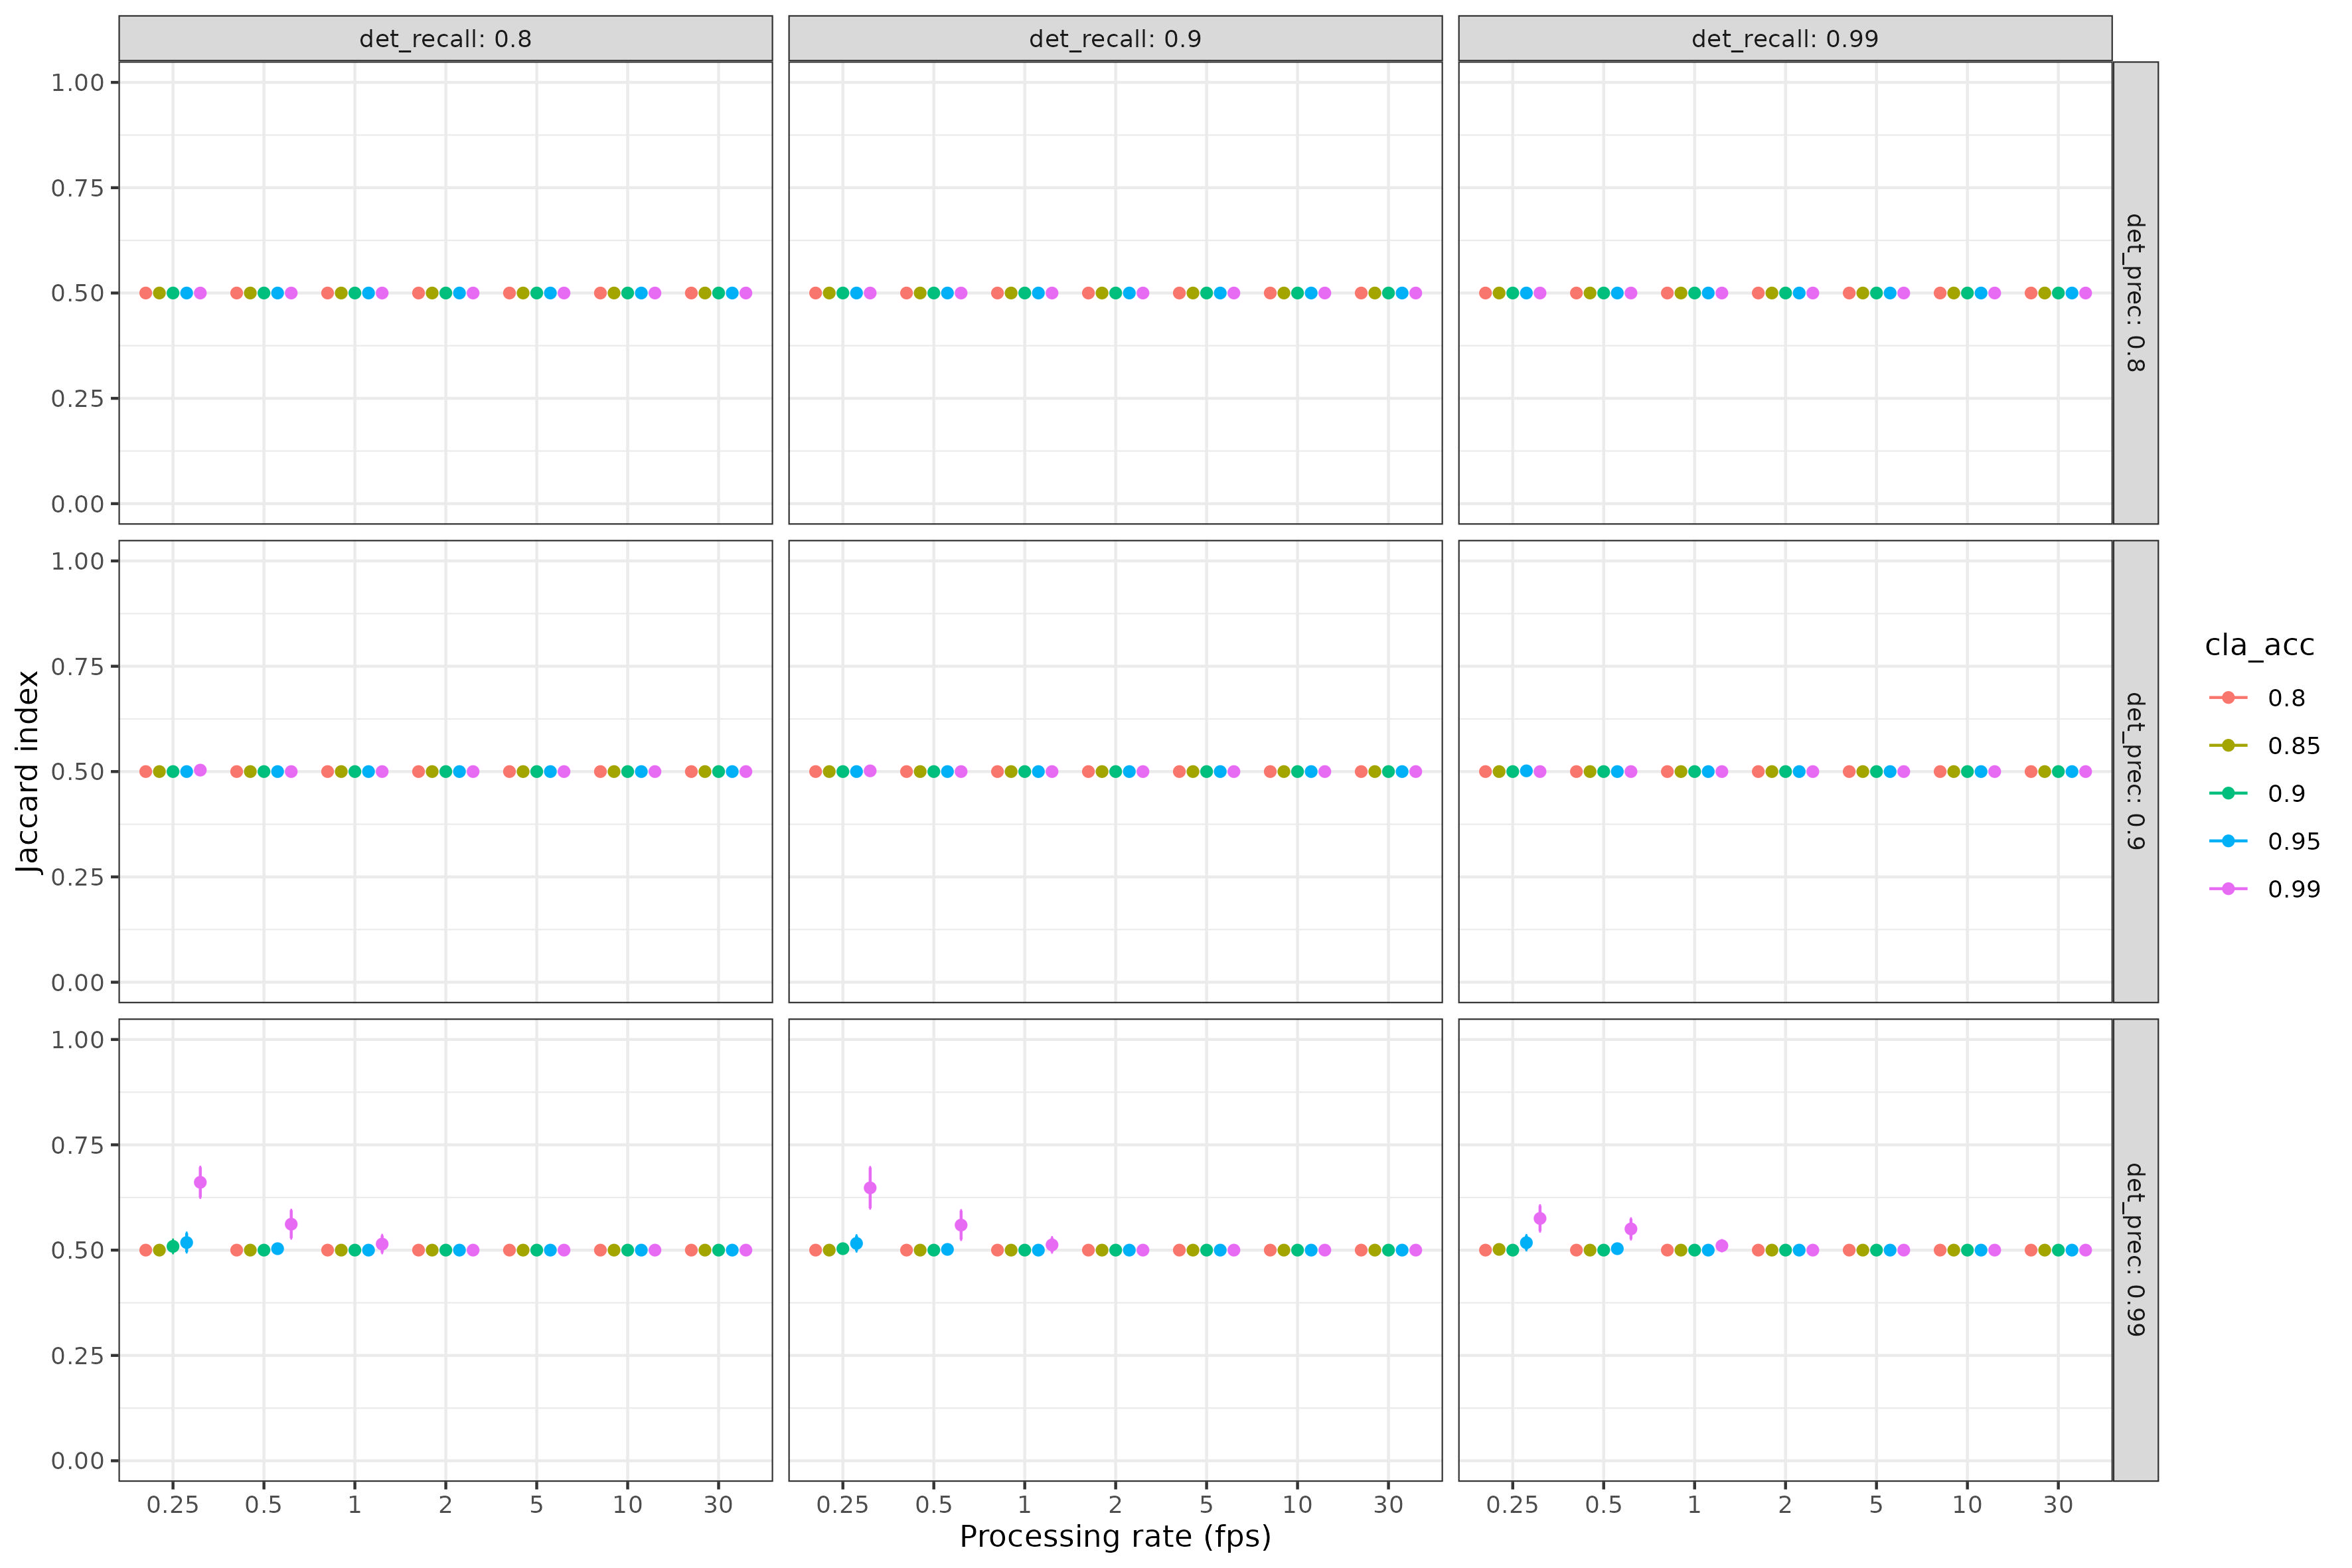 det_recall: 0.8
det_recall: 0.9
det_recall: 0.99
1.00
0.75
0.50
0.25
0.00
det_prec: 0.8
1.00
0.75
0.50
0.25
0.00
det_prec: 0.9
1.00
0.75
0.50
0.25
0.00
det_prec: 0.99
Jaccard index
0.25 0.5 1 2 5 10 30
0.25 0.5 1 2 5 10 30
0.25 0.5 1 2 5 10 30
Processing rate (fps)
cla_acc
0.8
0.85
0.9
0.95
0.99